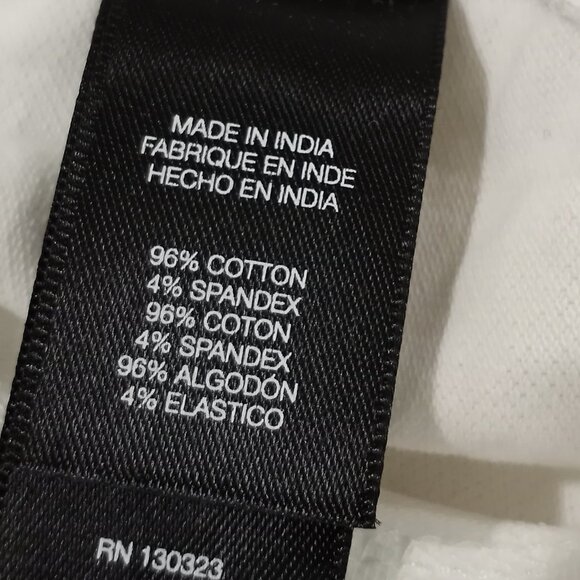 MADE IN INDIA
FABRIQUE EN INDE
HECHO EN INDIA
96% COTTON
4% SPANDEX
96% COTON
4% SPANDEX
96% ALGODÓN
4% ELASTICO
RN 130323